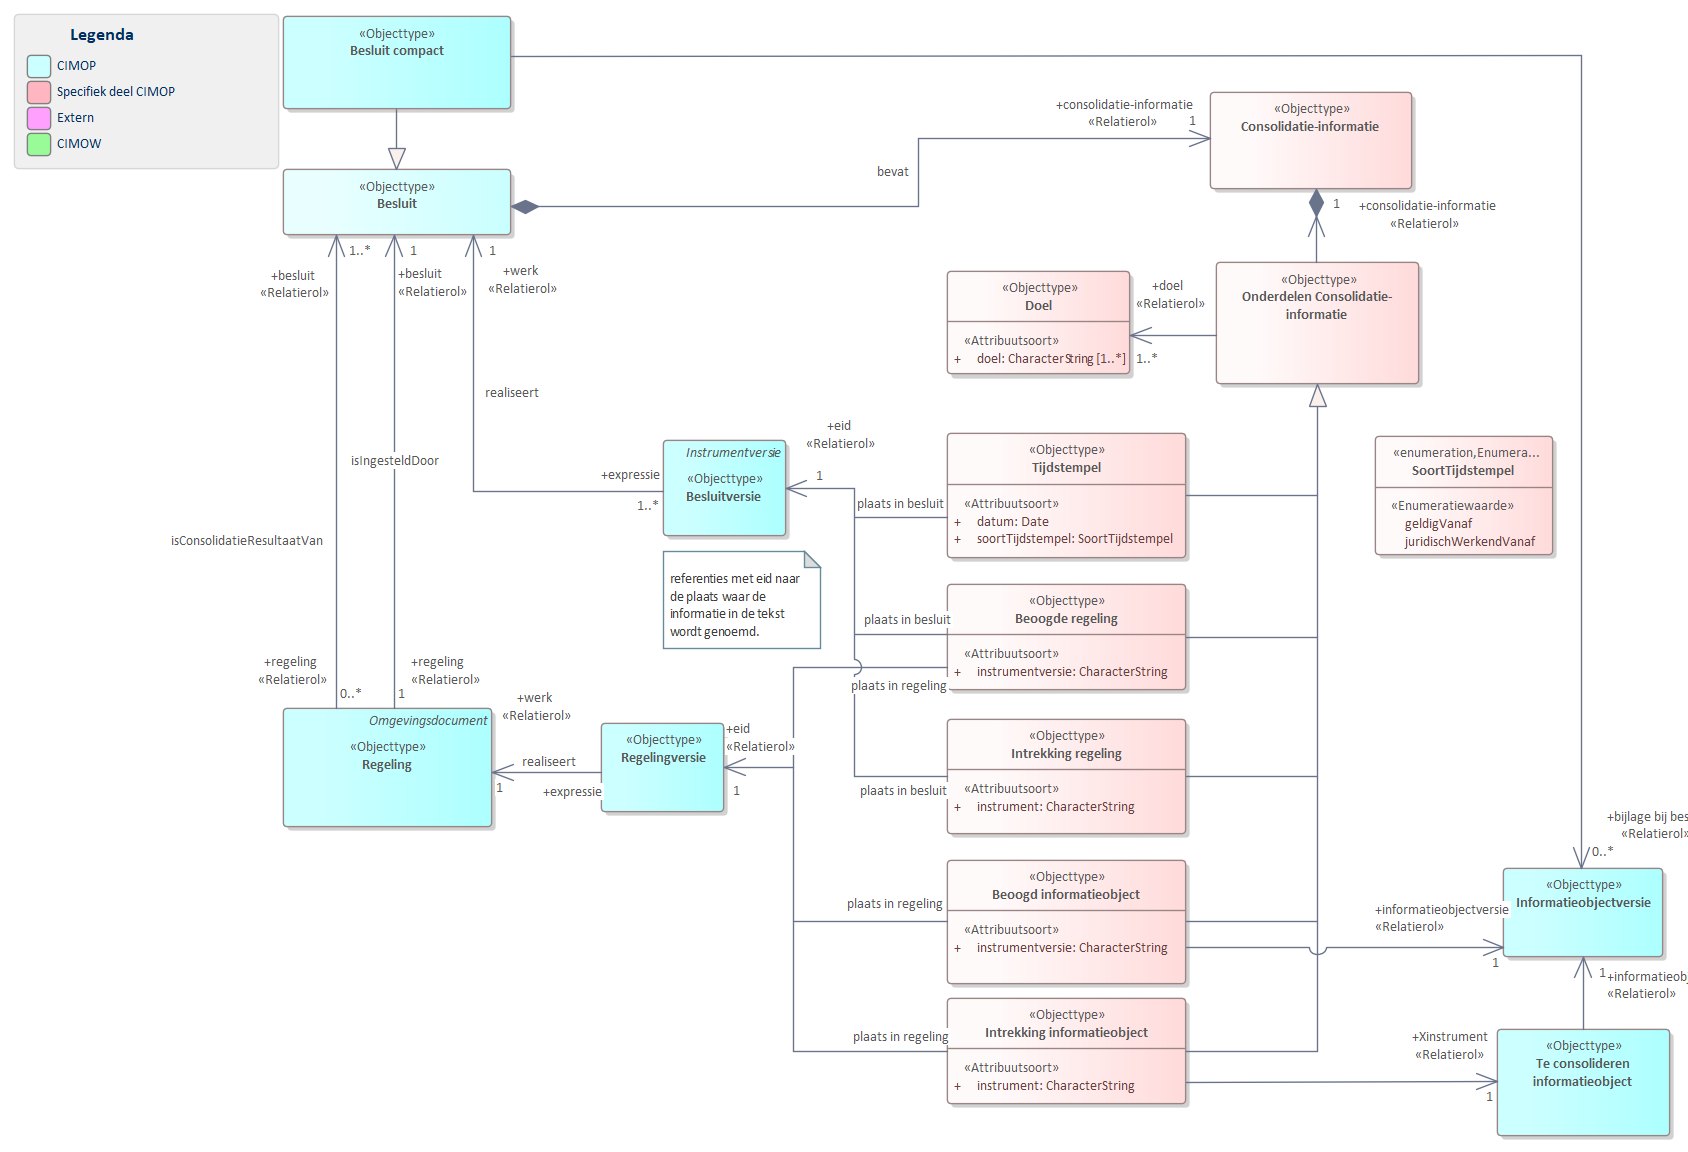 Legenda
CIMOP
Specifiek deel CIMOP
Extern
CIMOW
«Objecttype»
Besluit compact
«Objecttype»
Besluit
+consolidatie-informatie
«Relatierol»
1
bevat
«Objecttype»
Consolidatie-informatie
1
+consolidatie-informatie
«Relatierol»
1..*
1
1
+besluit
«Relatierol»
+besluit
«Relatierol»
+werk
«Relatierol»
«Objecttype»
Doel
«Attribuutsoort»
+ doel: CharacterString [1..*]
+doel
«Relatierol»
1..*
«Objecttype»
Onderdelen Consolidatie-
informatie
realiseert
isIngesteldDoor
isConsolidatieResultaatVan
+expressie
1..*
Instrumentversie
«Objecttype»
Besluitversie
+eid
«Relatierol»
1
plaats in besluit
«Objecttype»
Tijdstempel
«Attribuutsoort»
+ datum: Date
+ soortTijdstempel: SoortTijdstempel
«enumeration,Enumera...
SoortTijdstempel
«Enumeratiewaarde»
geldigVanaf
juridischWerkendVanaf
referenties met eid naar
de plaats waar de
informatie in de tekst
wordt genoemd.
plaats in besluit
«Objecttype»
Beoogde regeling
«Attribuutsoort»
+ instrumentversie: CharacterString
plaats in regeling
+regeling
«Relatierol»
0..*
+regeling
«Relatierol»
1
Omgevingsdocument
«Objecttype»
Regeling
+werk
«Relatierol»
1
realiseert
+expressie
«Objecttype»
Regelingversie
+eid
«Relatierol»
1
plaats in besluit
«Objecttype»
Intrekking regeling
«Attribuutsoort»
+ instrument: CharacterString
+bijlage bij bes
«Relatierol»
0..*
plaats in regeling
«Objecttype»
Beoogd informatieobject
«Attribuutsoort»
+ instrumentversie: CharacterString
+informatieobjectversie
«Relatierol»
1
«Objecttype»
Informatieobjectversie
1
+informatieobj
«Relatierol»
plaats in regeling
«Objecttype»
Intrekking informatieobject
«Attribuutsoort»
+ instrument: CharacterString
+Xinstrument
«Relatierol»
1
«Objecttype»
Te consolideren
informatieobject